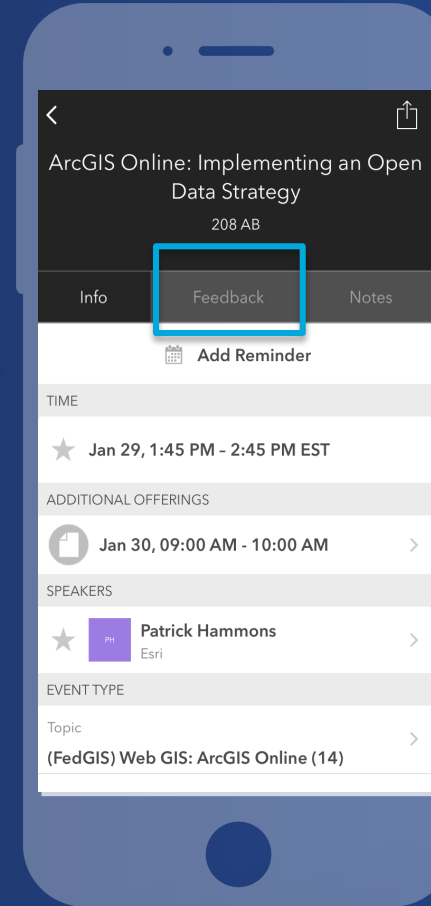 ArcGIS Online: Implementing an Open
Data Strategy
208 AB
Info Feedback Notes
Add Reminder
TIME
Jan 29, 1:45 PM – 2:45 PM EST
ADDITIONAL OFFERINGS
Jan 30, 09:00 AM - 10:00 AM
SPEAKERS
PH
Patrick Hammons
Esri
EVENT TYPE
Topic
(FedGIS) Web GIS: ArcGIS Online (14)